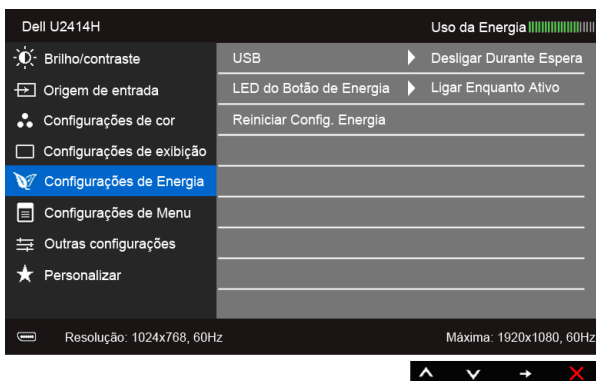 Dell U2414H Uso da Energia
Brilho/contraste USB Desligar Durante Espera
Origem de entrada LED do Botão de Energia Ligar Enquanto Ativo
Configurações de cor Reiniciar Config. Energia
Configurações de exibição
Configurações de Energia
Configurações de Menu
Outras configurações
Personalizar
Resolução: 1024x768, 60Hz Máxima: 1920x1080, 60Hz